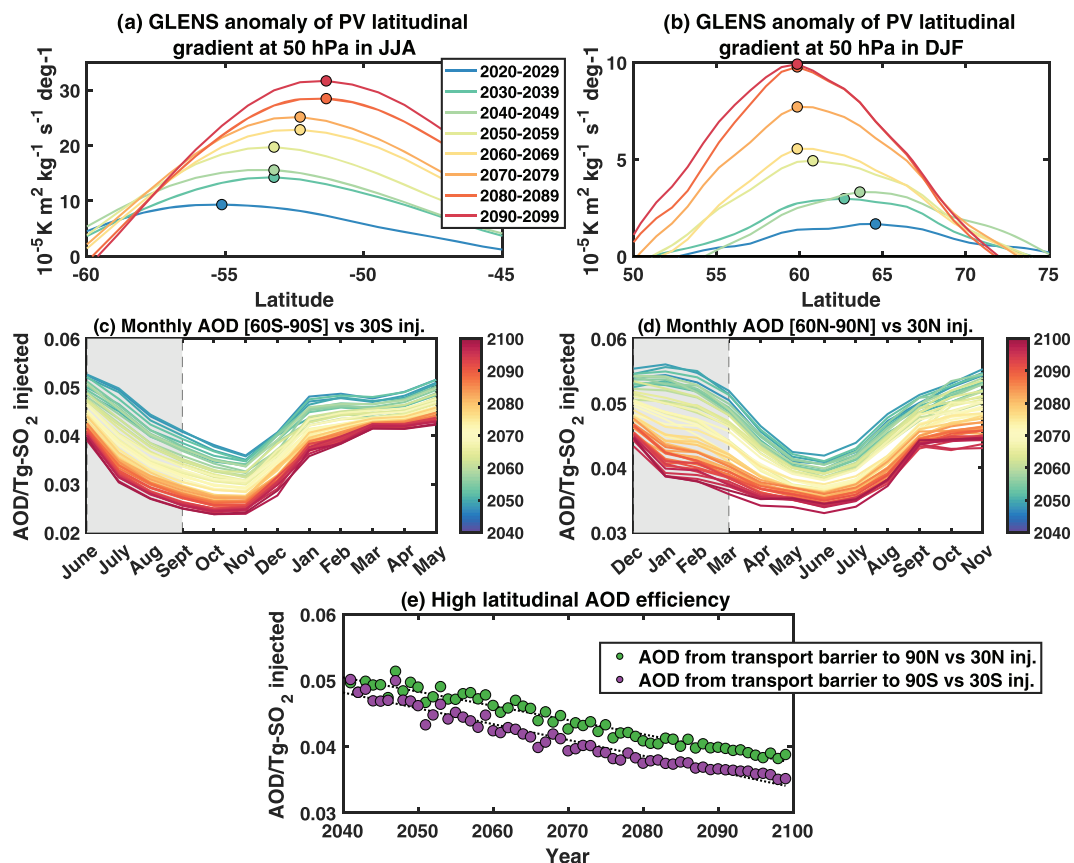 (a) GLENS anomaly of PV latitudinal
gradient at 50 hPa in JJA
10⁻⁵ K m² kg⁻¹ s⁻¹ deg-1
30
20
10
0
-60
-55
-50
-45
Latitude
2020-2029
2030-2039
2040-2049
2050-2059
2060-2069
2070-2079
2080-2089
2090-2099
(b) GLENS anomaly of PV latitudinal
gradient at 50 hPa in DJF
10⁻⁵ K m² kg⁻¹ s⁻¹ deg-1
10
5
0
50
55
60
65
70
75
Latitude
(c) Monthly AOD [60S-90S] vs 30S inj.
AOD/Tg-SO₂ injected
0.06
0.05
0.04
0.03
0.02
June
July
Aug
Sept
Oct
Nov
Dec
Jan
Feb
Mar
Apr
May
2100
2090
2080
2070
2060
2050
2040
(d) Monthly AOD [60N-90N] vs 30N inj.
AOD/Tg-SO₂ injected
0.06
0.05
0.04
0.03
Dec
Jan
Feb
Mar
Apr
May
June
July
Aug
Sept
Oct
Nov
2100
2090
2080
2070
2060
2050
2040
(e) High latitudinal AOD efficiency
AOD/Tg-SO₂ injected
0.06
0.05
0.04
0.03
2040
2050
2060
2070
2080
2090
2100
Year
AOD from transport barrier to 90N vs 30N inj.
AOD from transport barrier to 90S vs 30S inj.